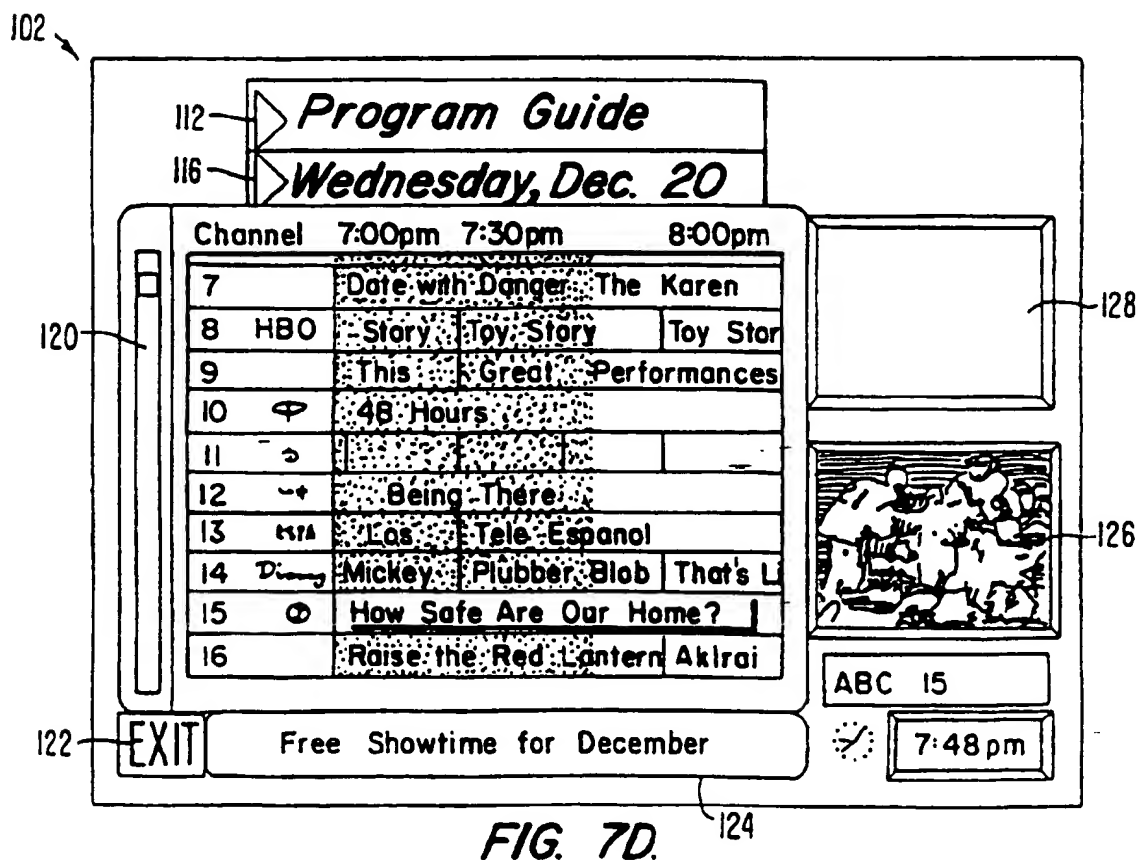 102
112
Program Guide
116
Wednesday, Dec. 20
Channel 7:00pm 7:30pm 8:00pm
7 Date with Danger The Karen
8 HBO Story Toy Story Toy Stor
9 This Great Performances
10 48 Hours
11
12 Being There
13 Los Tele Espanol
14 Disney Mickey Plubber Blob That's Li
15 How Safe Are Our Home?
16 Raise the Red Lantern Akirai
120
128
126
ABC 15
122
EXIT
Free Showtime for December
7:48pm
124
FIG. 7D.